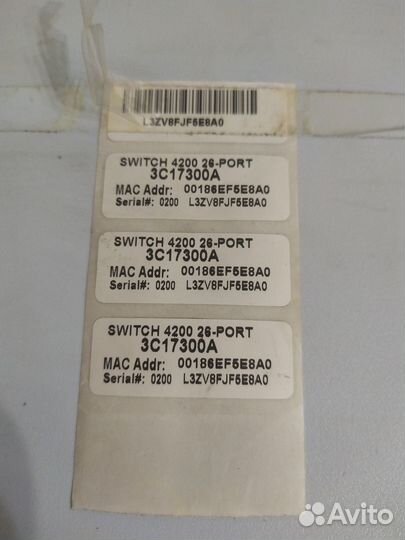 L3ZV8FJF5E8A0
SWITCH 4200 26-PORT
3C17300A
MAC Addr: 00186EF5E8A0
Serial#: 0200 L3ZV8FJF5E8A0
SWITCH 4200 26-PORT
3C17300A
MAC Addr: 00186EF5E8A0
Serial#: 0200 L3ZV8FJF5E8A0
SWITCH 4200 26-PORT
3C17300A
MAC Addr: 00186EF5E8A0
Serial#: 0200 L3ZV8FJF5E8A0
Avito